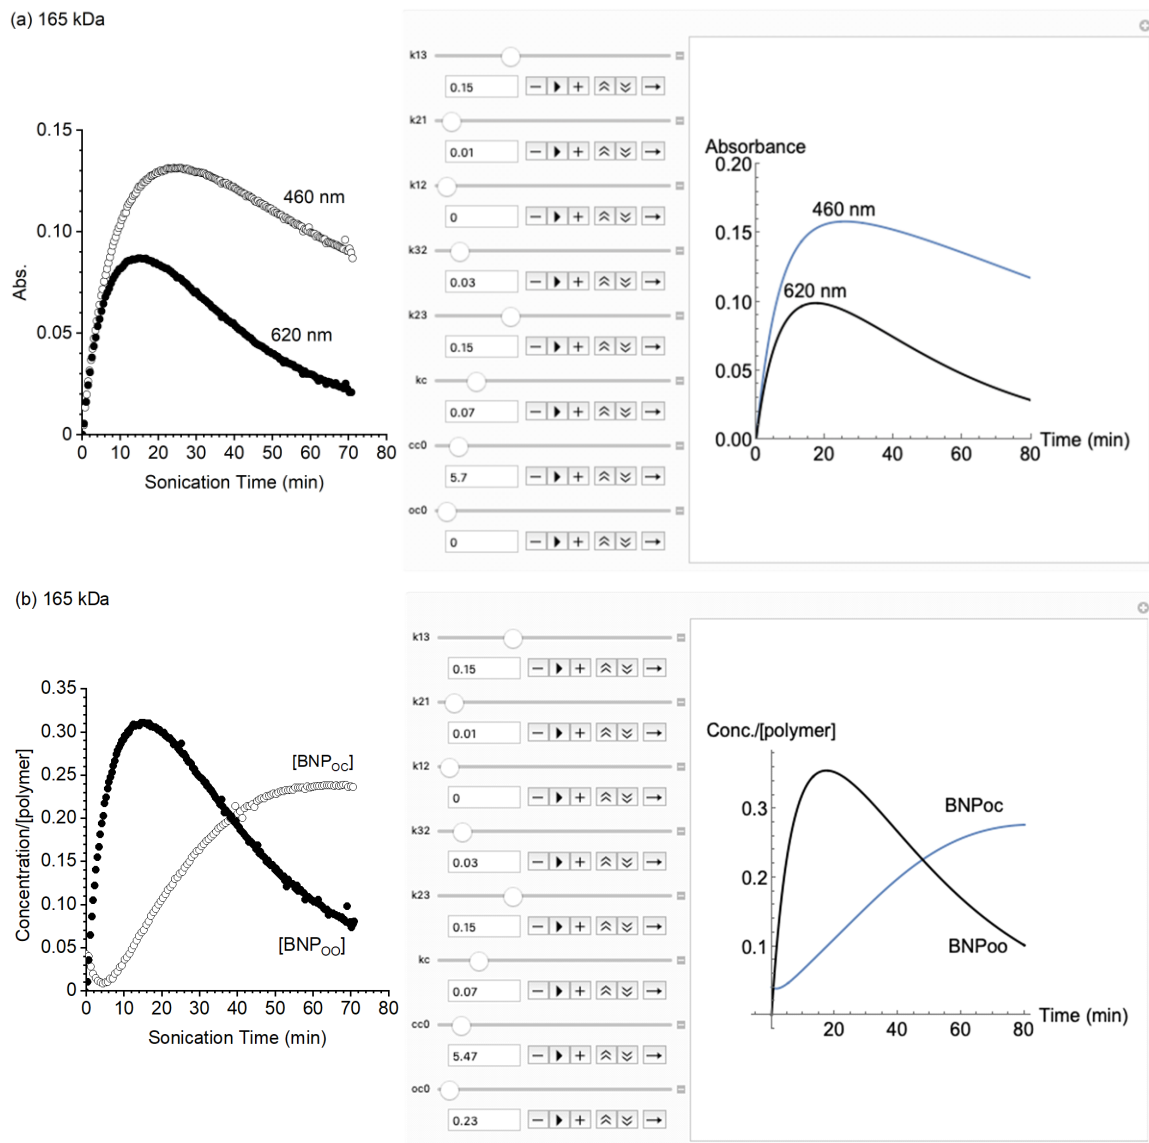 (a) 165 kDa
0.15
0.10
0.05
0
Abs.
460 nm
620 nm
0 10 20 30 40 50 60 70 80
Sonication Time (min)
k13
0.15
k21
0.01
k12
0
k32
0.03
k23
0.15
kc
0.07
cc0
5.7
oc0
0
Absorbance
0.20
0.15
0.10
0.05
0.00
460 nm
620 nm
0 20 40 60 80
Time (min)
(b) 165 kDa
0.35
0.30
0.25
0.20
0.15
0.10
0.05
0
Concentration/[polymer]
[BNPOC]
[BNPOO]
0 10 20 30 40 50 60 70 80
Sonication Time (min)
k13
0.15
k21
0.01
k12
0
k32
0.03
k23
0.15
kc
0.07
cc0
5.47
oc0
0.23
Conc./[polymer]
0.3
0.2
0.1
BNPoc
BNPoo
20 40 60 80
Time (min)